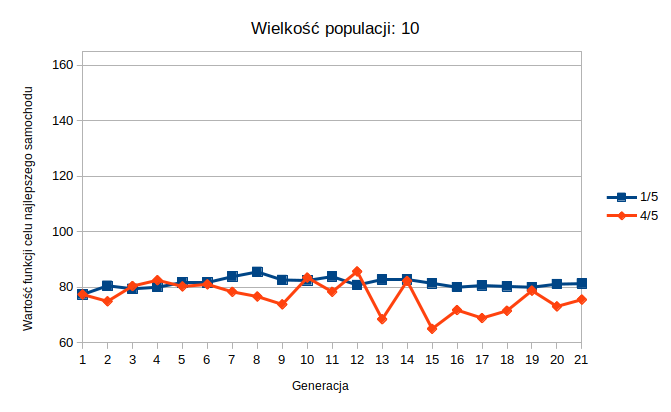 Wielkość populacji: 10
Wartość funkcji celu najlepszego samochodu
160
140
120
100
80
60
1 2 3 4 5 6 7 8 9 10 11 12 13 14 15 16 17 18 19 20 21
Generacja
1/5
4/5